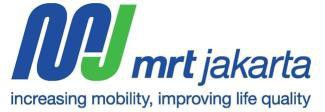 mrt jakarta
increasing mobility, improving life quality